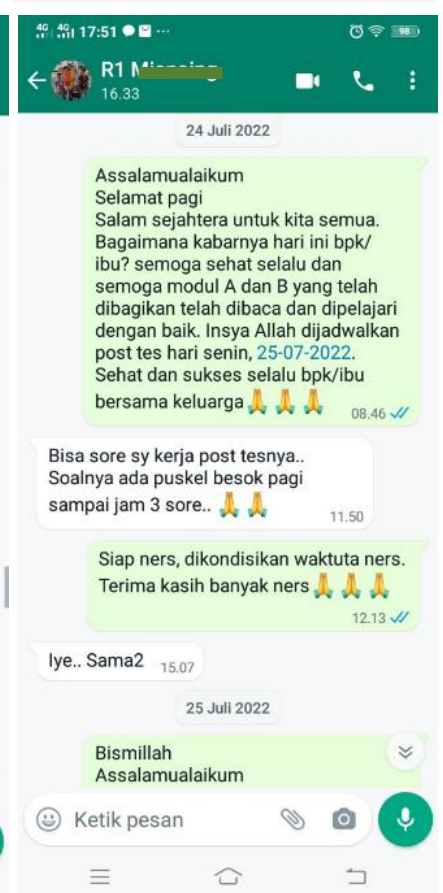 17:51
98
R1
16.33
24 Juli 2022
Assalamualaikum
Selamat pagi
Salam sejahtera untuk kita semua.
Bagaimana kabarnya hari ini bpk/
ibu? semoga sehat selalu dan
semoga modul A dan B yang telah
dibagikan telah dibaca dan dipelajari
dengan baik. Insya Allah dijadwalkan
post tes hari senin, 25-07-2022.
Sehat dan sukses selalu bpk/ibu
bersama keluarga🙏🙏🙏
08.46
Bisa sore sy kerja post tesnya..
Soalnya ada puskel besok pagi
sampai jam 3 sore.. 🙏🙏
11.50
Siap ners, dikondisikan waktuta ners.
Terima kasih banyak ners🙏🙏🙏
12.13
Iye.. Sama2 15.07
25 Juli 2022
Bismillah
Assalamualaikum
Ketik pesan